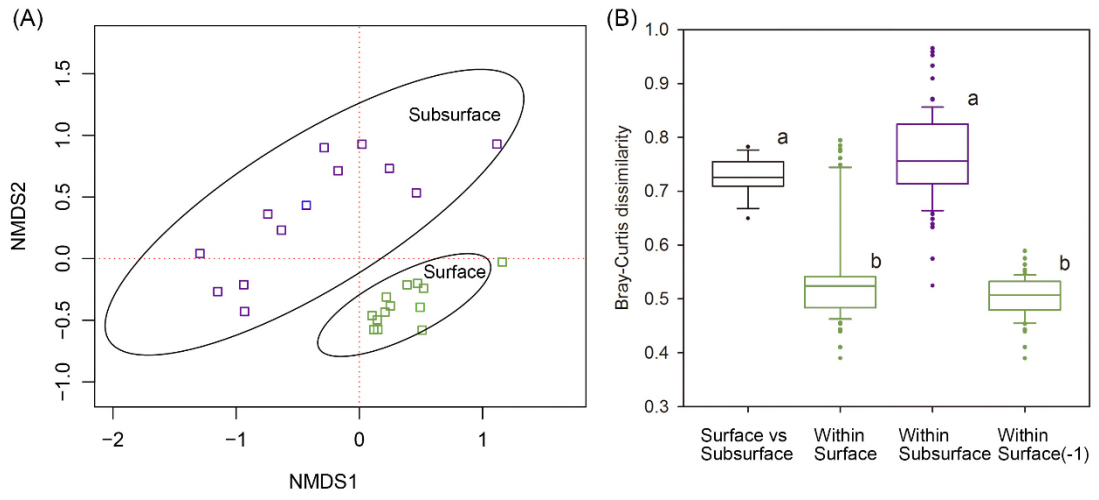 (A)
NMDS2
1.5
1.0
0.5
0.0
−0.5
−1.0
Subsurface
Surface
−2
−1
0
1
NMDS1
(B)
Bray-Curtis dissimilarity
1.0
0.9
0.8
0.7
0.6
0.5
0.4
0.3
a
b
a
b
Surface vs
Subsurface
Within
Surface
Within
Subsurface
Within
Surface(-1)